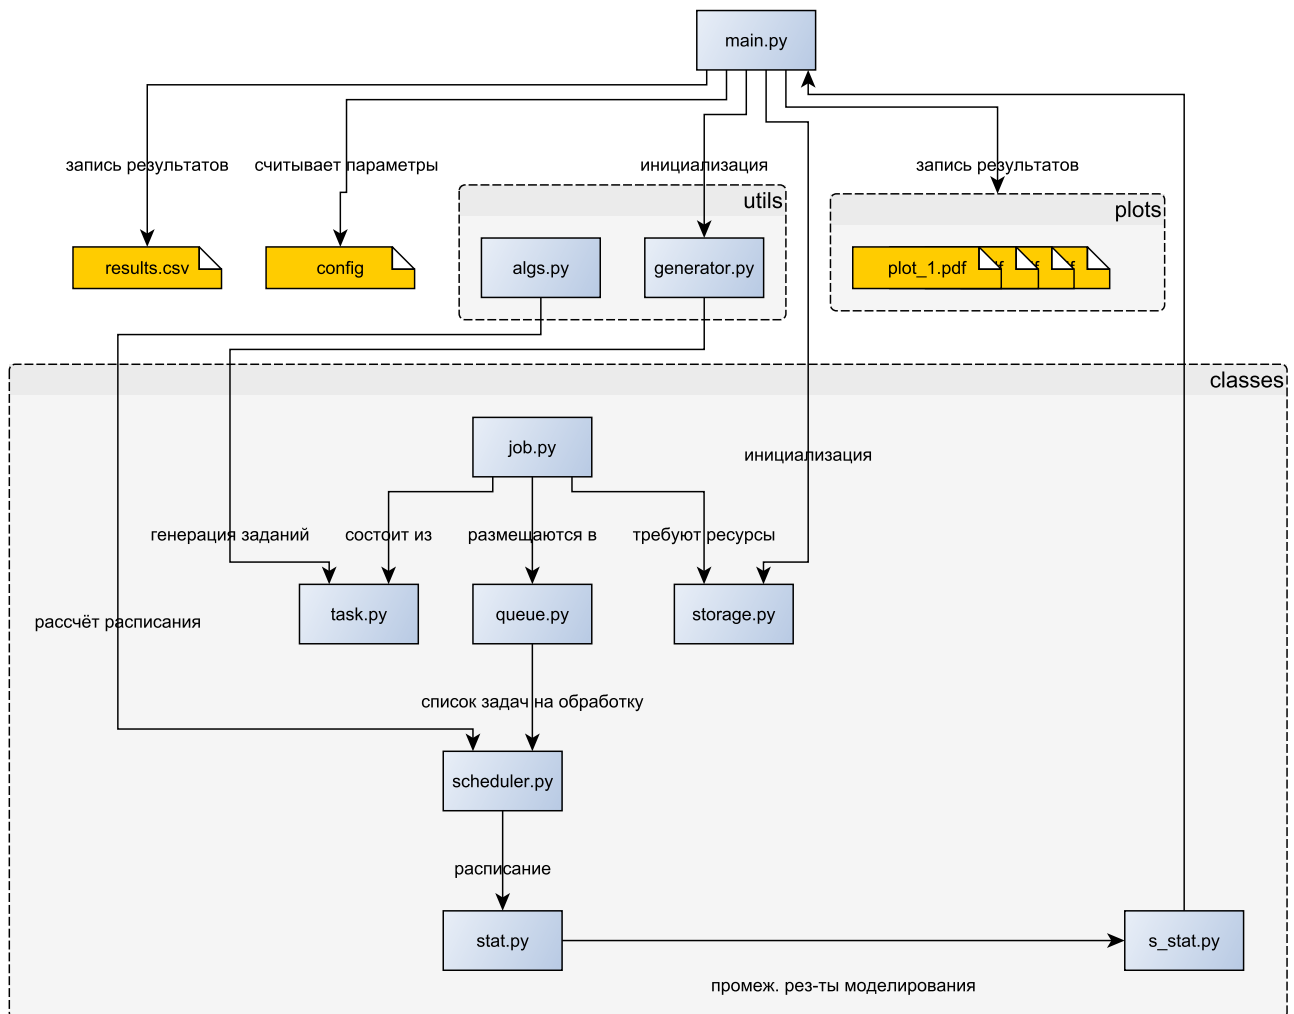 main.py
запись результатов
считывает параметры
инициализация
запись результатов
utils
plots
results.csv
config
algs.py
generator.py
plot_1.pdf
classes
job.py
инициализация
генерация заданий
состоит из
размещаются в
требуют ресурсы
task.py
queue.py
storage.py
рассчёт расписания
список задач на обработку
scheduler.py
расписание
stat.py
s_stat.py
промеж. рез-ты моделирования